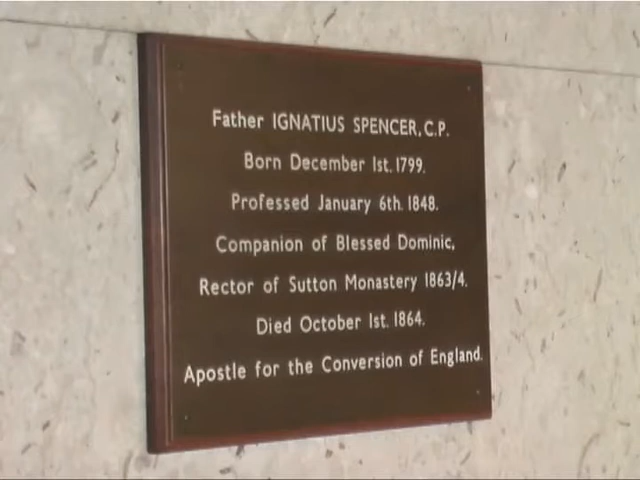 Father IGNATIUS SPENCER, C.P.
Born December 1st. 1799.
Professed January 6th. 1848.
Companion of Blessed Dominic,
Rector of Sutton Monastery 1863/4.
Died October 1st. 1864.
Apostle for the Conversion of England.